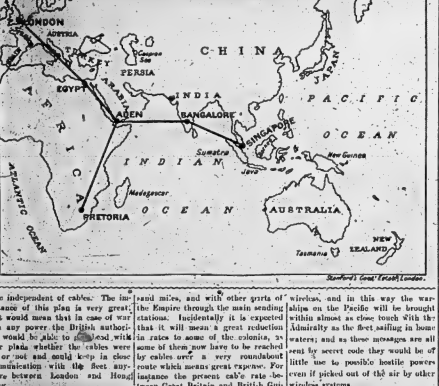 LONDON
AUSTRIA
TURKEY
Caspian Sea
CHINA
JAPAN
PERSIA
EGYPT
ARABIA
INDIA
PACIFIC
ADEN
BANGALORE
SINGAPORE
OCEAN
AFRICA
Sumatra
Borneo
New Guinea
INDIAN
Java
Madagascar
ATLANTIC OCEAN
OCEAN
AUSTRALIA
PRETORIA
NEW ZEALAND
Tasmania
Stanford's Geog. Estab., London.
e independent of cables. The im-
ance of this plan is very great;
t would mean that in case of war
h any power the British authori-
would be able to send with
r plans whether the cables were
or not and could keep in close
munication with the fleet any-
re between London and Hong
sand miles, and with other parts of
the Empire through the main sending
stations. Incidentally it is expected
that it will mean a great reduction
in rates to some of the colonies, as
some of them now have to be reached
by cables over a very roundabout
route which means great expense. For
instance the present cable rate be-
tween Great Britain and British Gui-
wireless, and in this way the war-
ships on the Pacific will be brought
within almost as close touch with the
Admiralty as the fleet sailing in home
waters; and as these messages are all
sent by secret code they would be of
little use to possible hostile powers
even if picked out of the air by other
wireless systems.